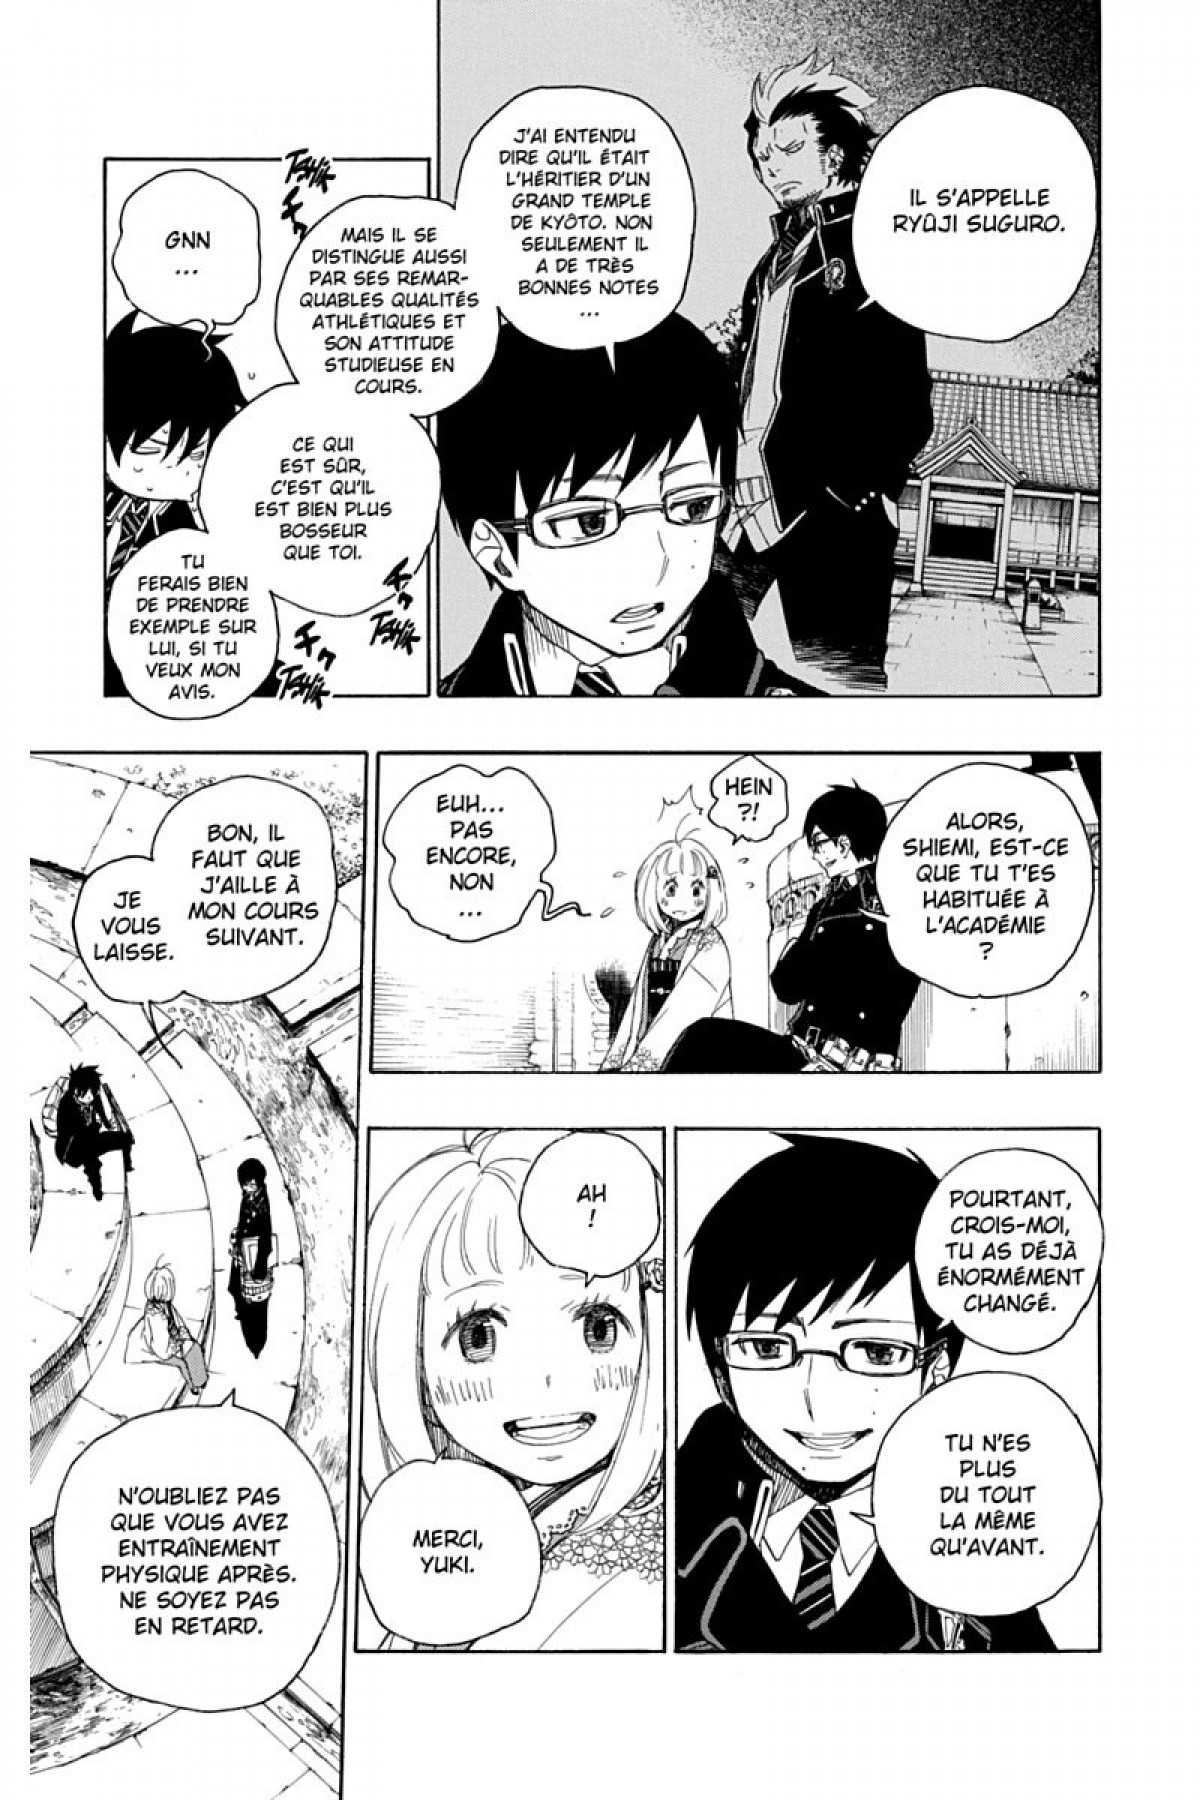 IL S'APPELLE
RYÛJI SUGURO.
J'AI ENTENDU
DIRE QU'IL ÉTAIT
L'HÉRITIER D'UN
GRAND TEMPLE
DE KYÔTO. NON
SEULEMENT IL
A DE TRÈS
BONNES NOTES
...
MAIS IL SE
DISTINGUE AUSSI
PAR SES REMAR-
QUABLES QUALITÉS
ATHLÉTIQUES ET
SON ATTITUDE
STUDIEUSE EN
COURS.
TSHIK
チク
GNN
...
CE QUI
EST SÛR,
C'EST QU'IL
EST BIEN PLUS
BOSSEUR
QUE TOI.
チク
TSHIK
チク
TSHIK
TU
FERAIS BIEN
DE PRENDRE
EXEMPLE SUR
LUI, SI TU
VEUX MON
AVIS.
ALORS,
SHIEMI, EST-CE
QUE TU T'ES
HABITUÉE À
L'ACADÉMIE
?
HEIN
?!
EUH...
PAS
ENCORE,
NON
...
POURTANT,
CROIS-MOI,
TU AS DÉJÀ
ÉNORMÉMENT
CHANGÉ.
TU N'ES
PLUS
DU TOUT
LA MÊME
QU'AVANT.
AH
!
MERCI,
YUKI.
BON, IL
FAUT QUE
J'AILLE À
MON COURS
SUIVANT.
JE
VOUS
LAISSE.
N'OUBLIEZ PAS
QUE VOUS AVEZ
ENTRAÎNEMENT
PHYSIQUE APRÈS.
NE SOYEZ PAS
EN RETARD.